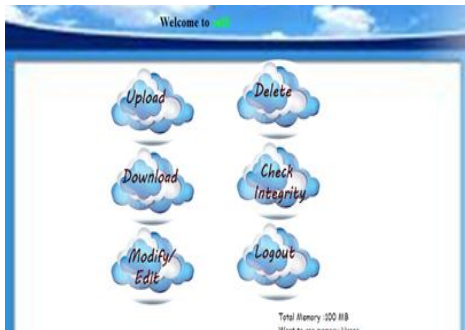 Welcome to
Upload
Delete
Download
Check
Integrity
Modify/
Edit
Logout
Total Memory :100 MB